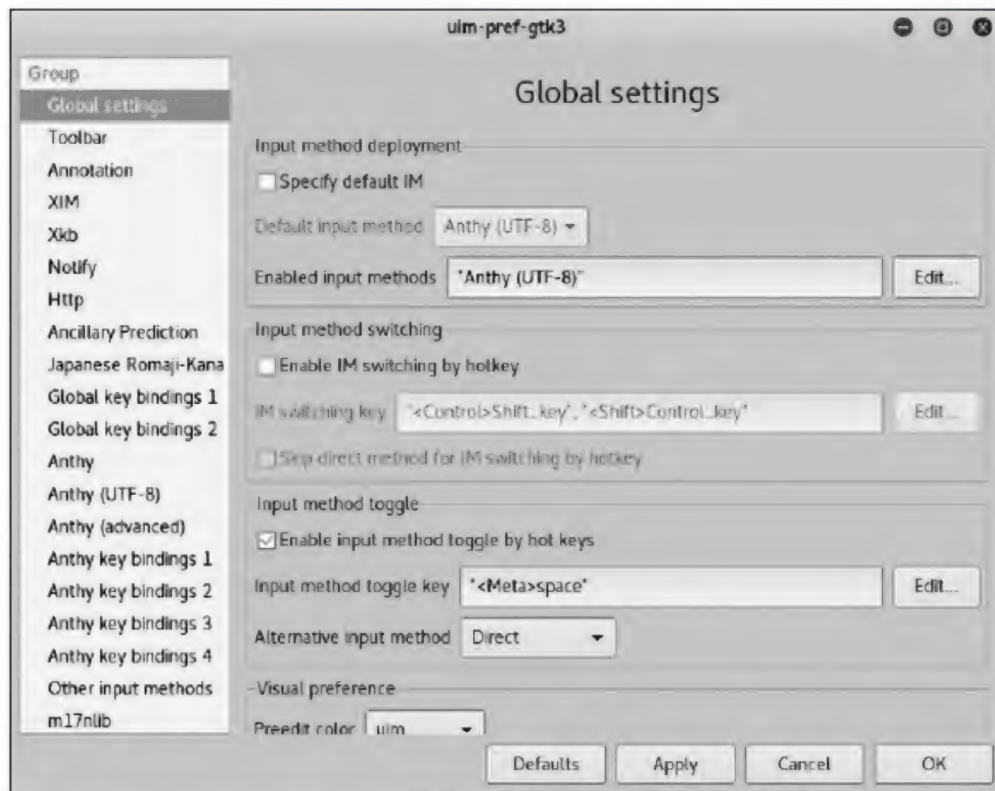 uim-pref-gtk3
Group
Global settings
Toolbar
Annotation
XIM
Xkb
Notify
Http
Ancillary Prediction
Japanese Romaji-Kana
Global key bindings 1
Global key bindings 2
Anthy
Anthy (UTF-8)
Anthy (advanced)
Anthy key bindings 1
Anthy key bindings 2
Anthy key bindings 3
Anthy key bindings 4
Other input methods
m17nlib
Global settings
Input method deployment
Specify default IM
Default input method Anthy (UTF-8)
Enabled input methods "Anthy (UTF-8)" Edit...
Input method switching
Enable IM switching by hotkey
IM switching key "<Control>Shift_key", "<Shift>Control_key" Edit...
Skip direct method for IM switching by hotkey
Input method toggle
Enable input method toggle by hot keys
Input method toggle key "<Meta>space" Edit...
Alternative input method Direct
Visual preference
Preedit color uim
Defaults Apply Cancel OK